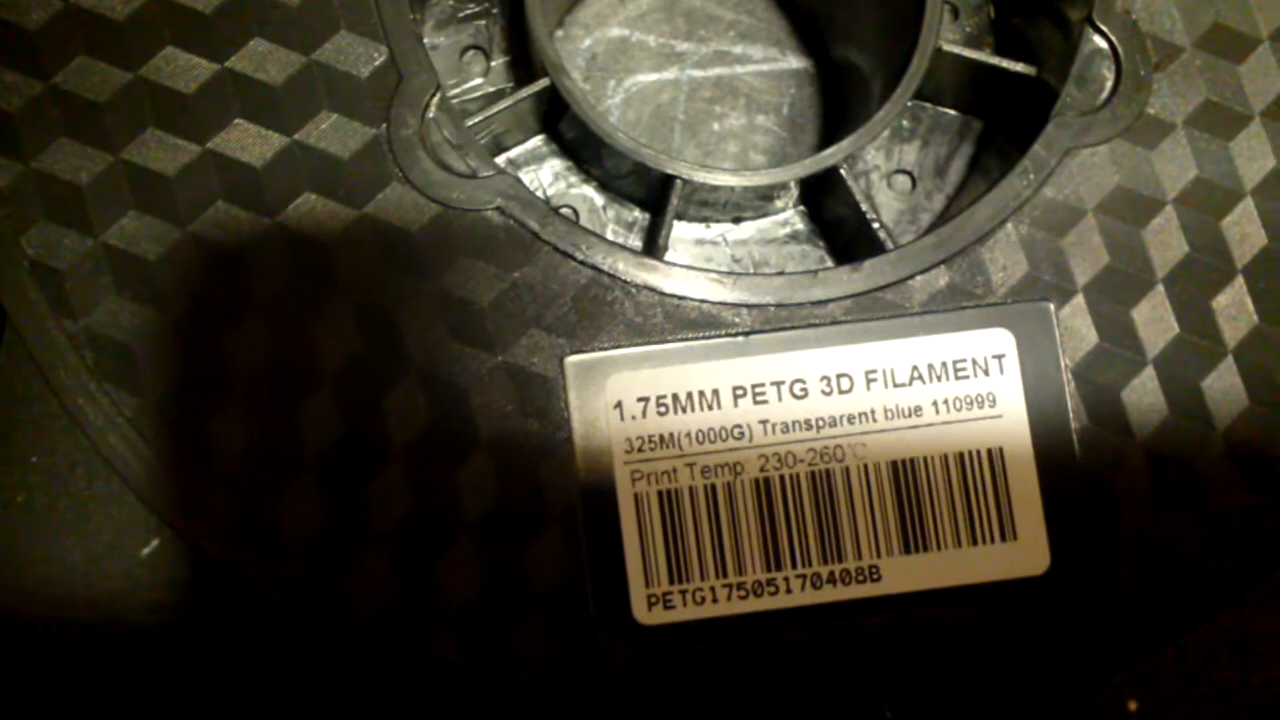 1.75MM PETG 3D FILAMENT
325M(1000G) Transparent blue 110999
Print Temp: 230-260℃
PETG17505170408B